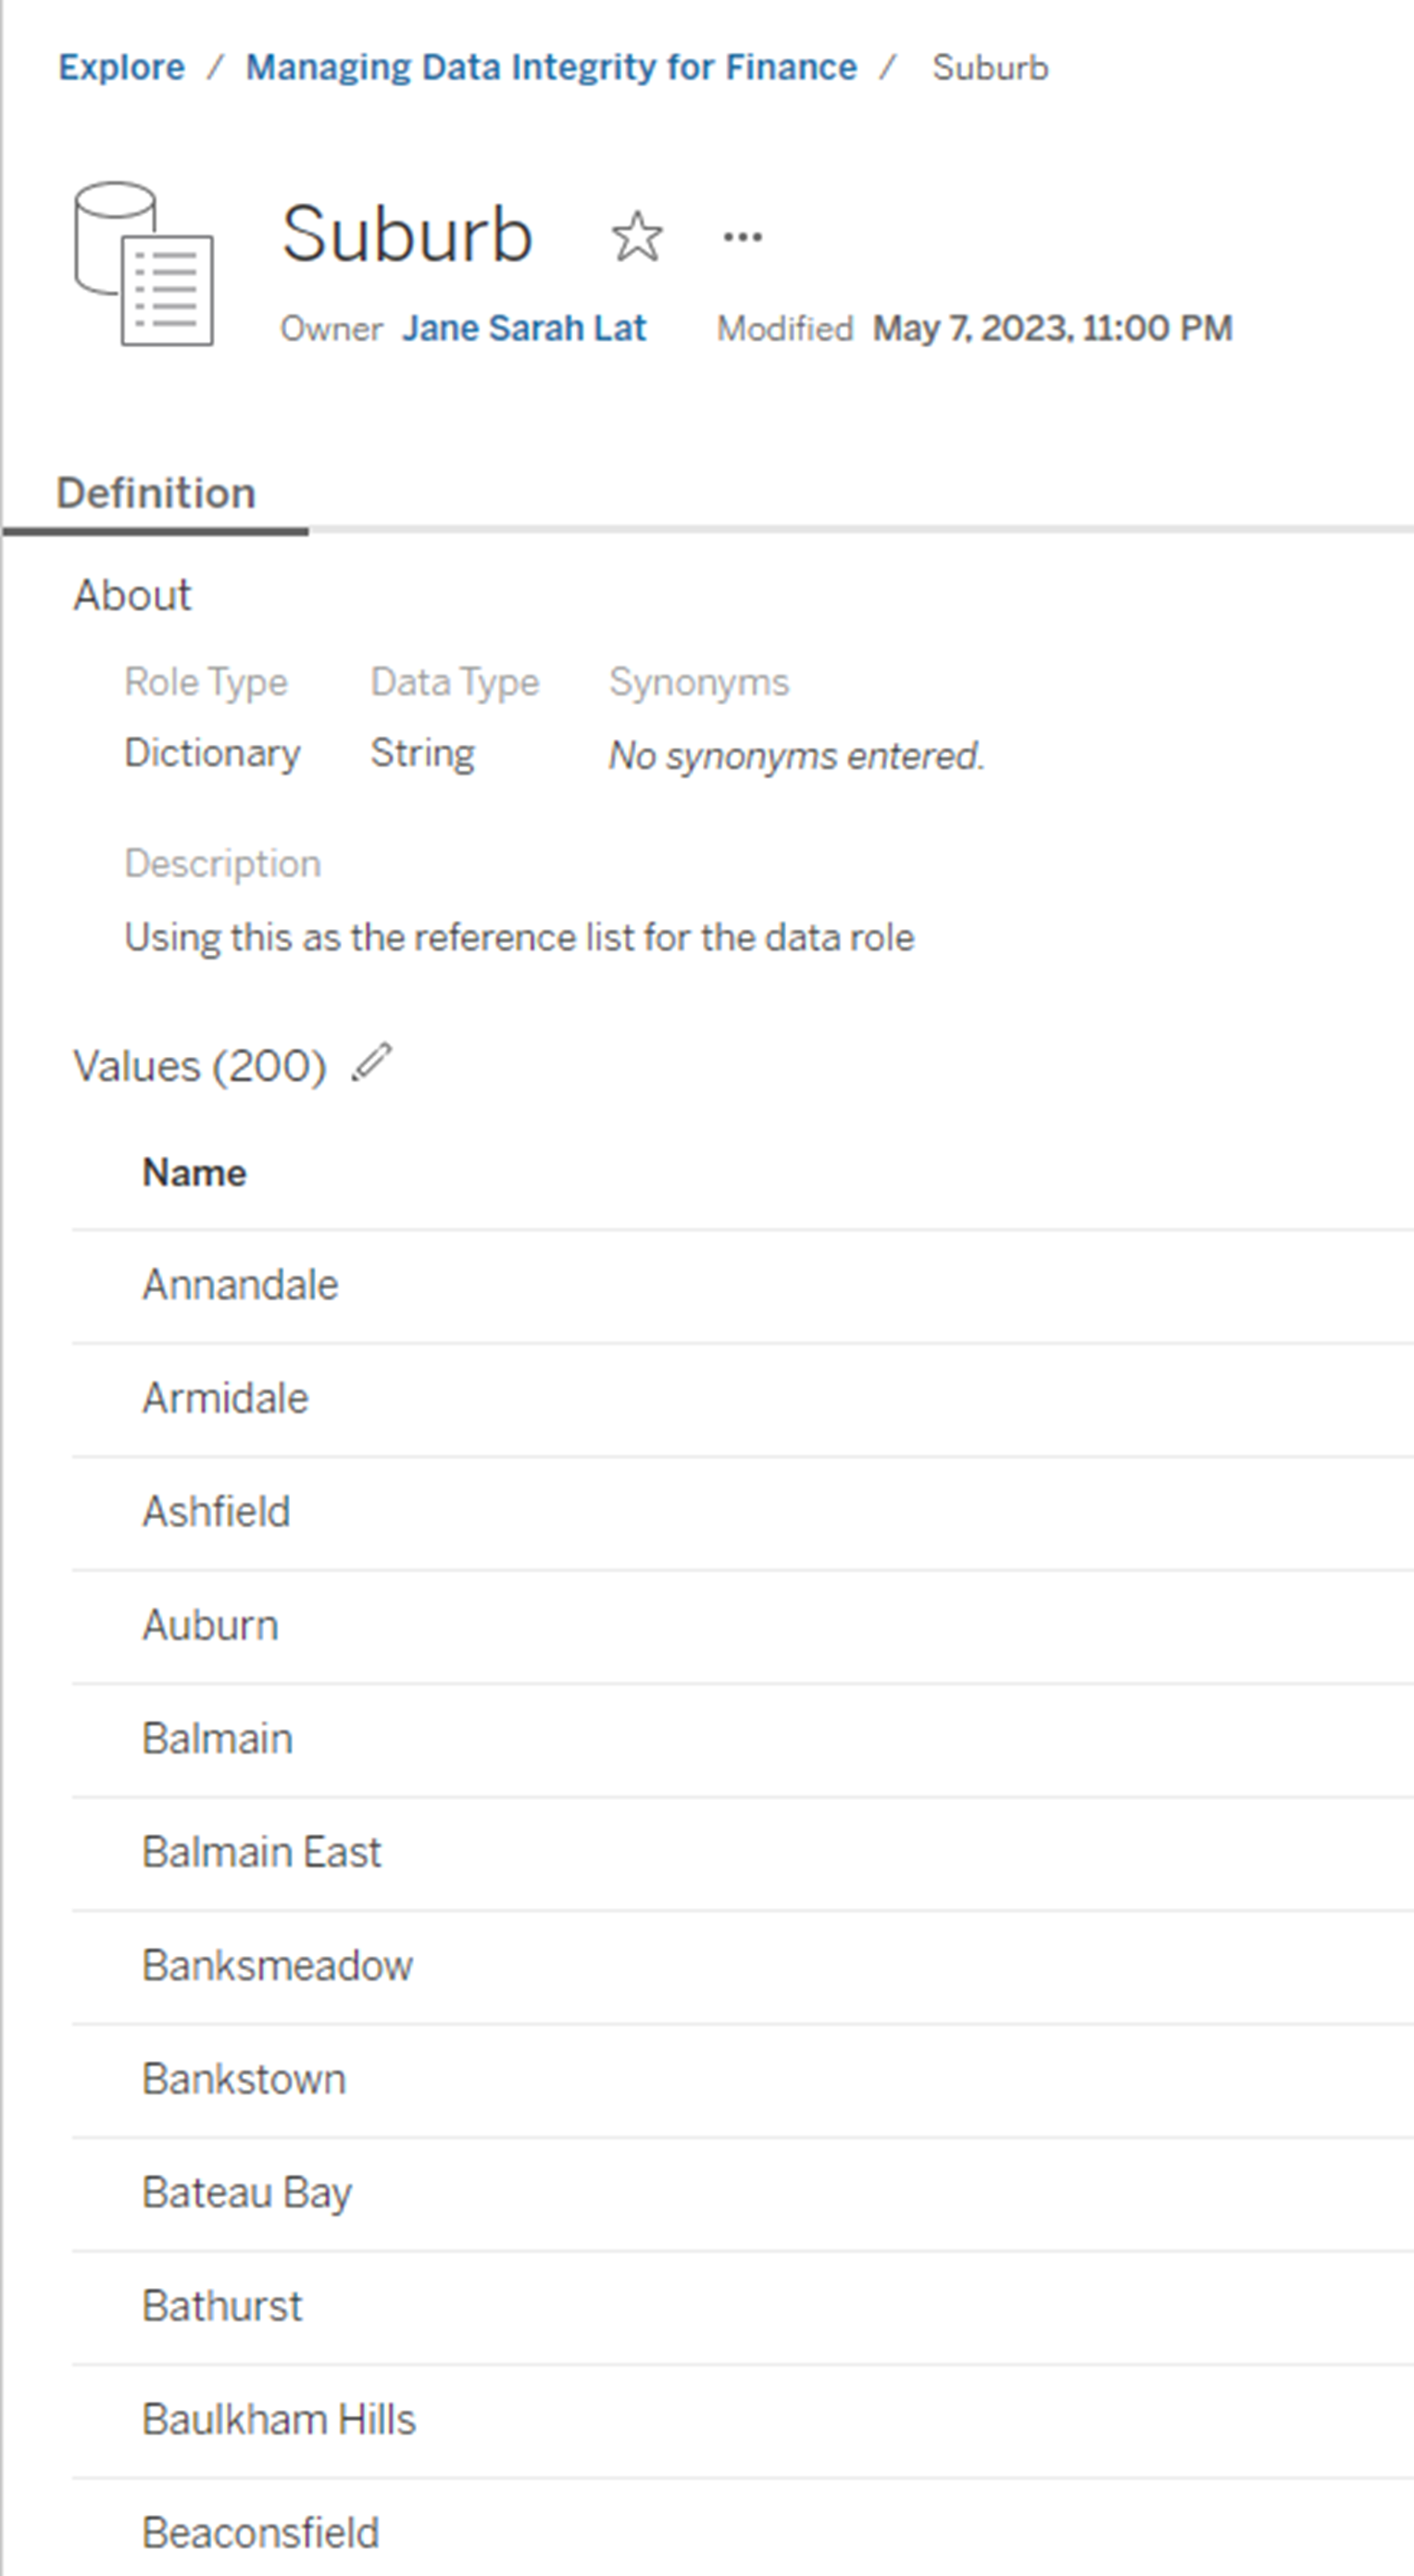 Explore / Managing Data Integrity for Finance / Suburb
Suburb
Owner Jane Sarah Lat Modified May 7, 2023, 11:00 PM
Definition
About
Role Type Data Type Synonyms
Dictionary String No synonyms entered.
Description
Using this as the reference list for the data role
Values (200)
Name
Annandale
Armidale
Ashfield
Auburn
Balmain
Balmain East
Banksmeadow
Bankstown
Bateau Bay
Bathurst
Baulkham Hills
Beaconsfield